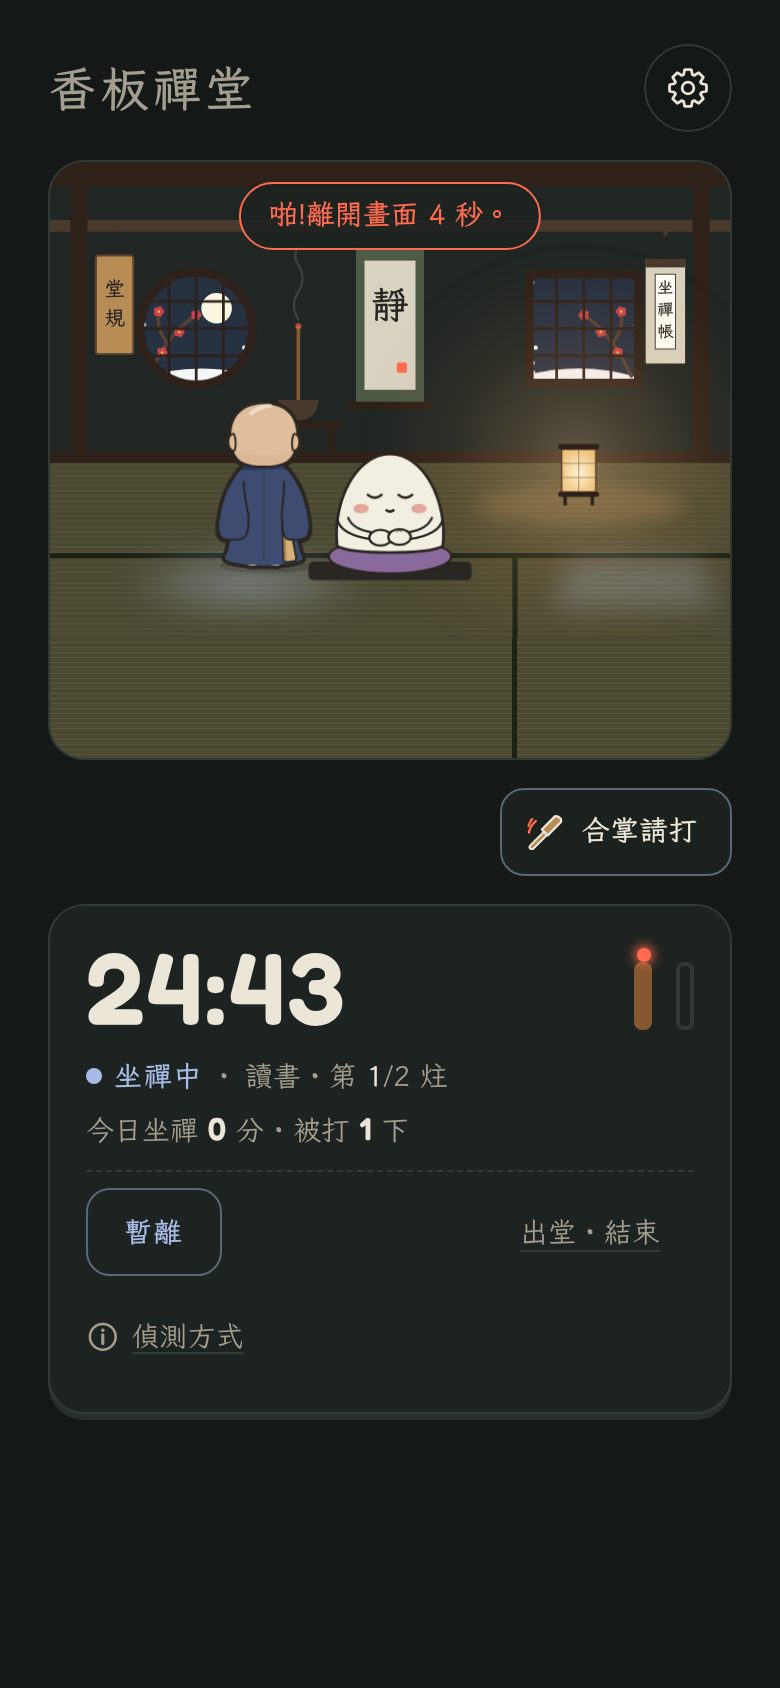 香板禪堂
啪!離開畫面 4 秒。
堂規
靜
坐禪帳
合掌請打
24:43
坐禪中 · 讀書·第 1/2 炷
今日坐禪 0 分·被打 1 下
暫離
出堂·結束
偵測方式